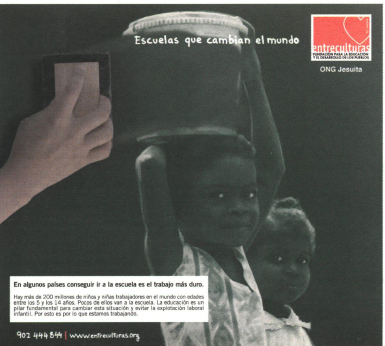 Escuelas que cambian el mundo
entreculturas
FUNDACIÓN PARA LA EDUCACIÓN
Y EL DESARROLLO DE LOS PUEBLOS
ONG Jesuita
En algunos países conseguir ir a la escuela es el trabajo más duro.
Hay más de 200 millones de niños y niñas trabajadores en el mundo con edades
entre los 5 y los 14 años. Pocos de ellos van a la escuela. La educación es un
pilar fundamental para cambiar esta situación y evitar la explotación laboral
infantil. Por esto es por lo que estamos trabajando.
902 444 844 | www.entreculturas.org